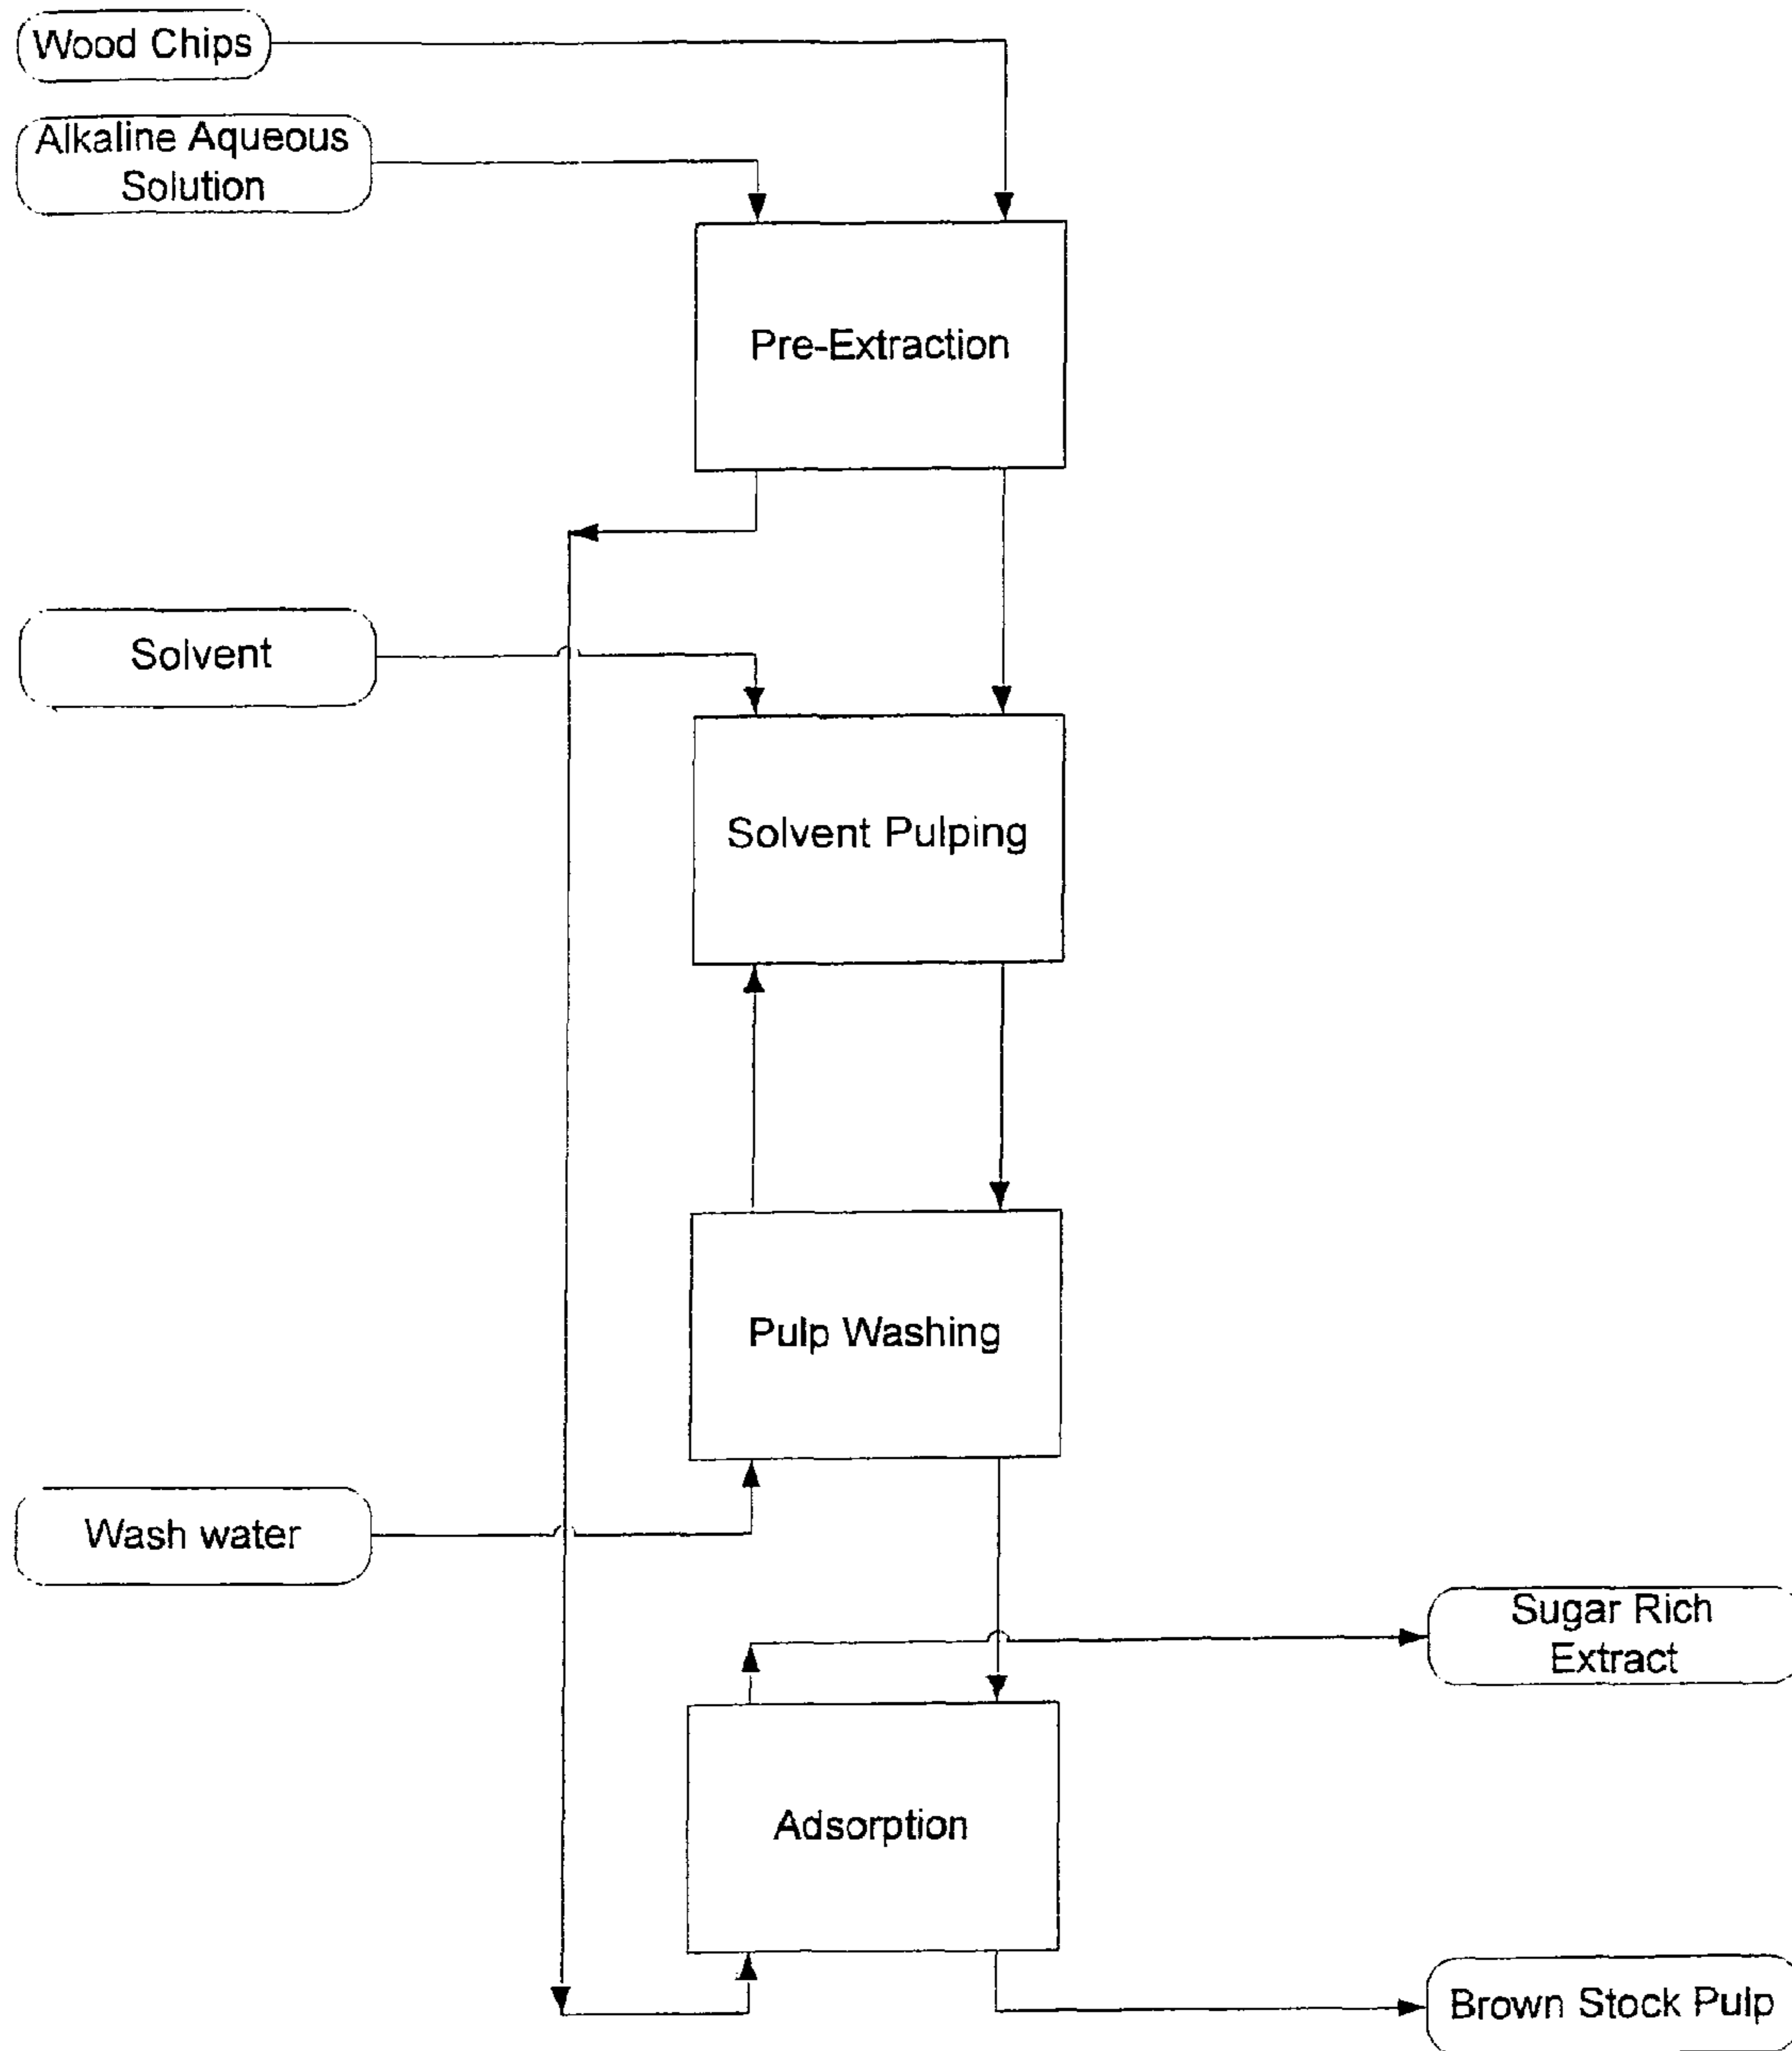 Wood Chips
Alkaline Aqueous
Solution
Pre-Extraction
Solvent
Solvent Pulping
Pulp Washing
Wash water
Sugar Rich
Extract
Adsorption
Brown Stock Pulp